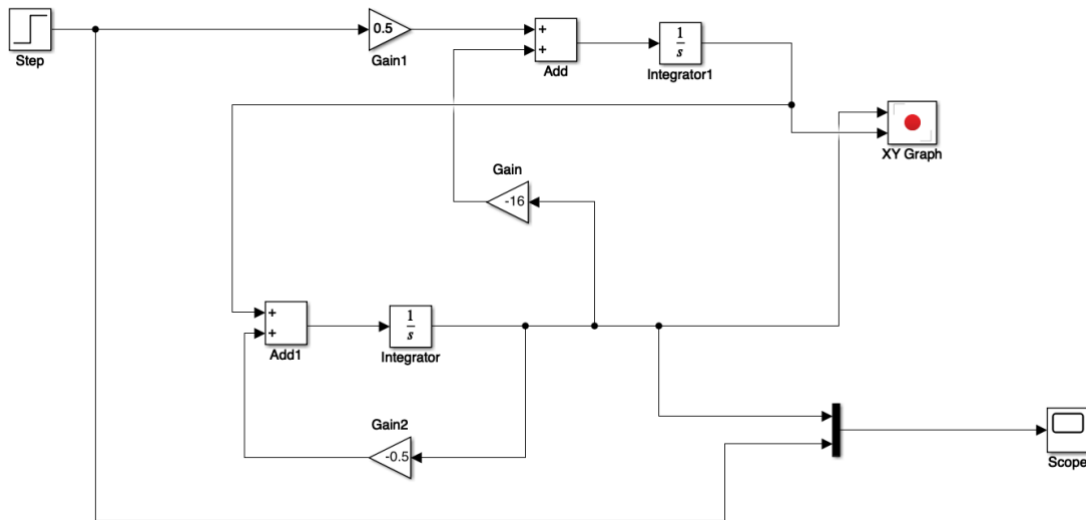 Step
0.5
Gain1
+
+
Add
1
s
Integrator1
XY Graph
Gain
-16
+
+
Add1
1
s
Integrator
Gain2
-0.5
Scope